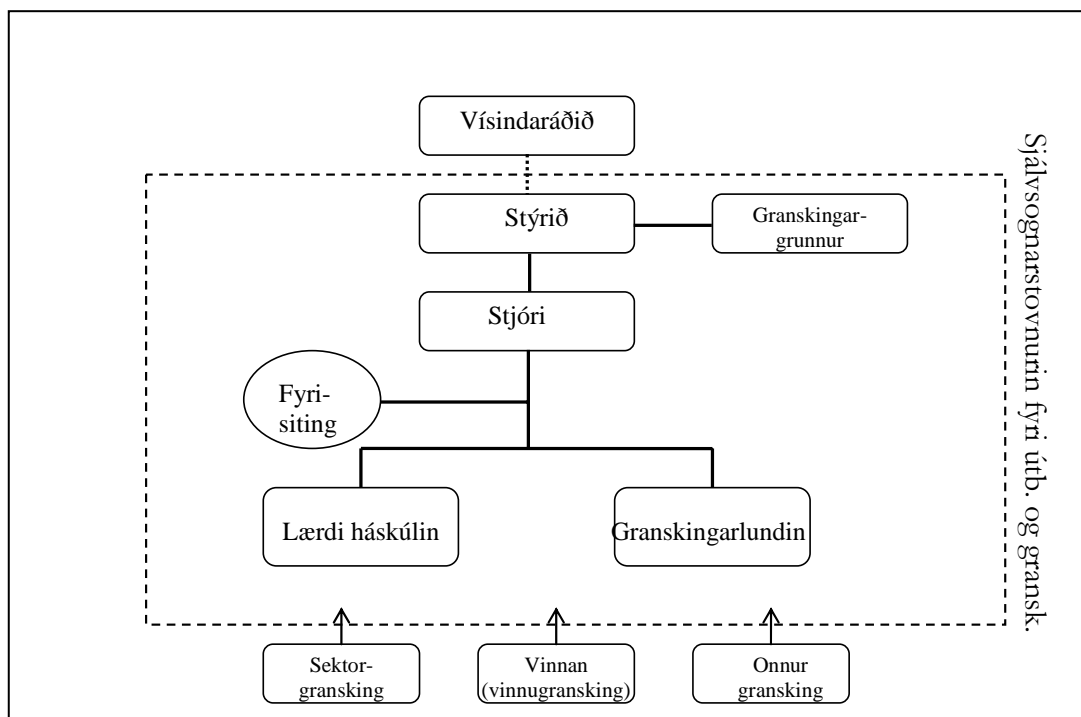 Vísindaráðið
Stýrið
Granskingar-
grunnur
Stjóri
Fyri-
siting
Lærdi háskúlin
Granskingarlundin
Sektor-
gransking
Vinnan
(vinnugransking)
Onnur
gransking
Sjálvsognarstovnurin fyri útb. og gransk.